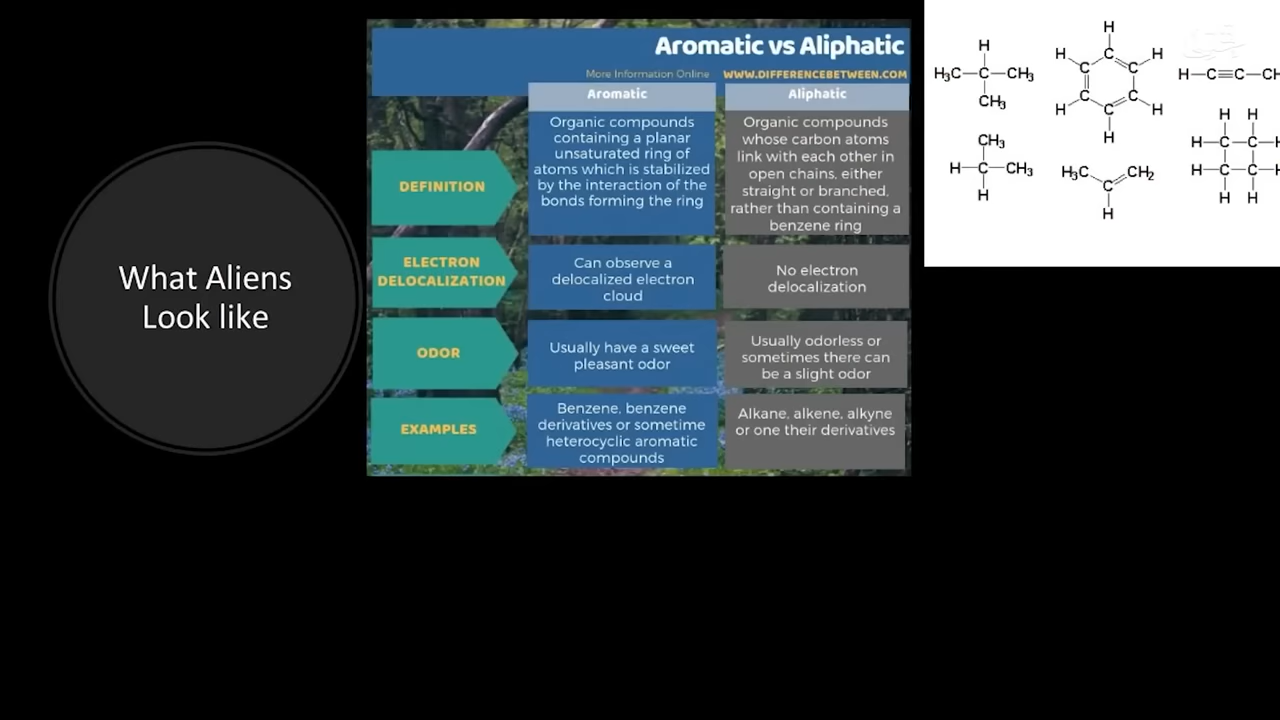 What Aliens
Look like
Aromatic vs Aliphatic
More Information Online WWW.DIFFERENCEBETWEEN.COM
Aromatic
Aliphatic
DEFINITION
Organic compounds
containing a planar
unsaturated ring of
atoms which is stabilized
by the interaction of the
bonds forming the ring
Organic compounds
whose carbon atoms
link with each other in
open chains, either
straight or branched,
rather than containing a
benzene ring
ELECTRON
DELOCALIZATION
Can observe a
delocalized electron
cloud
No electron
delocalization
ODOR
Usually have a sweet
pleasant odor
Usually odorless or
sometimes there can
be a slight odor
EXAMPLES
Benzene, benzene
derivatives or sometime
heterocyclic aromatic
compounds
Alkane, alkene, alkyne
or one their derivatives
H
H₃C—C—CH₃
CH₃
H
H C C H
C C
H C C H
H
H—C≡C—CH
CH₃
H—C—CH₃
H
H₃C CH₂
C
H
H H
H—C—C—H
H—C—C—H
H H